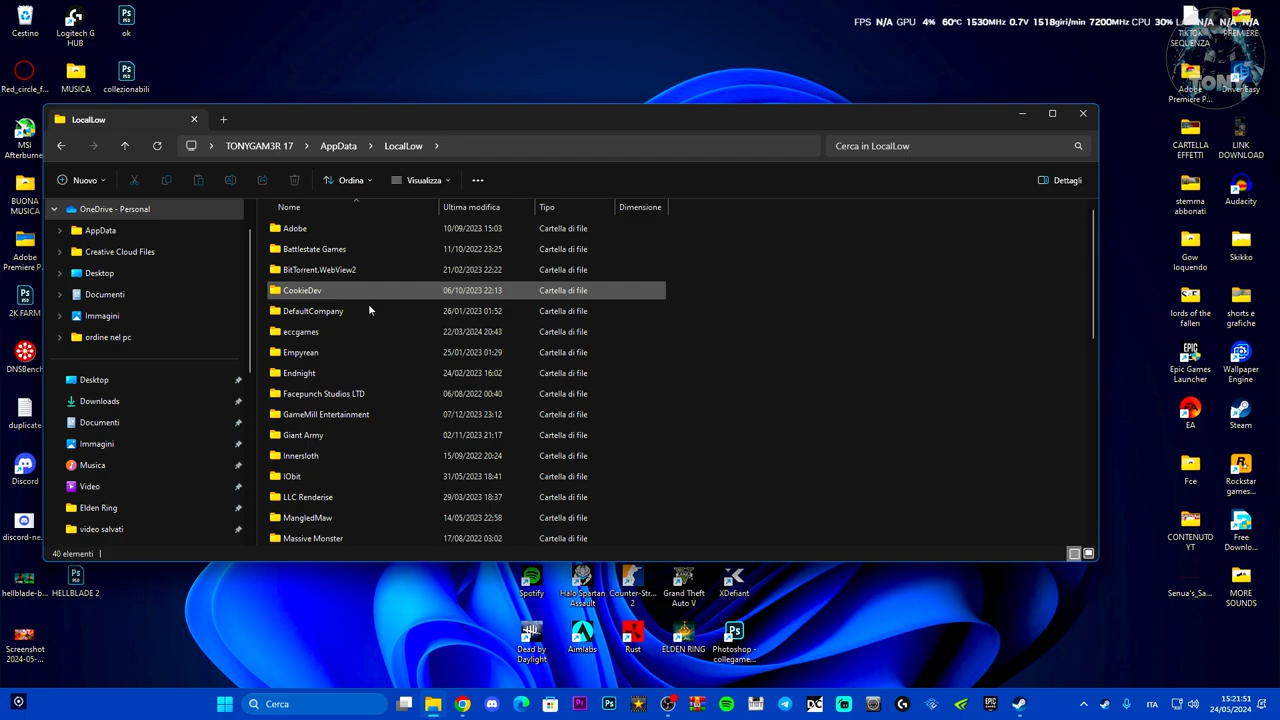 FPS N/A GPU 4% 60°C 1530MHz 0.7V 1518giri/min 7200MHz CPU 30%
N/A N/A
Cestino
Logitech G HUB
ok
Red_circle_f...
MUSICA
collezionabili
MSI Afterburner
BUONA MUSICA
Adobe Premiere P...
2K FARM
DNSBench
duplicate
Discord
discord-ne...
hellblade-b...
HELLBLADE 2
Screenshot 2024-05-...
LocalLow
TONYGAM3R 17 > AppData > LocalLow >
Cerca in LocalLow
Nuovo
Ordina
Visualizza
Dettagli
OneDrive - Personal
AppData
Creative Cloud Files
Desktop
Documenti
Immagini
ordine nel pc
Desktop
Downloads
Documenti
Immagini
Musica
Video
Elden Ring
video salvati
Nome Ultima modifica Tipo Dimensione
Adobe 10/09/2023 15:03 Cartella di file
Battlestate Games 11/10/2022 23:25 Cartella di file
BitTorrent.WebView2 21/02/2023 22:22 Cartella di file
CookieDev 06/10/2023 22:13 Cartella di file
DefaultCompany 26/01/2023 01:52 Cartella di file
eccgames 22/03/2024 20:43 Cartella di file
Empyrean 25/01/2023 01:29 Cartella di file
Endnight 24/02/2023 16:02 Cartella di file
Facepunch Studios LTD 06/08/2022 00:40 Cartella di file
GameMill Entertainment 07/12/2023 23:12 Cartella di file
Giant Army 02/11/2023 21:17 Cartella di file
Innersloth 15/09/2022 20:24 Cartella di file
IObit 31/05/2023 18:41 Cartella di file
LLC Renderise 29/03/2023 18:37 Cartella di file
MangledMaw 14/05/2023 22:58 Cartella di file
Massive Monster 17/08/2022 03:02 Cartella di file
40 elementi
TIKTOK SEQUENZA
PREMIERE
Adobe Premiere P...
Driver Easy
TONY
CARTELLA EFFETTI
LINK DOWNLOAD
stemma abbonati
Audacity
Gow loquendo
Skikko
lords of the fallen
shorts e grafiche
Epic Games Launcher
Wallpaper Engine
EA
Steam
Fce
Rockstar games...
CONTENUTO YT
Free Downlo...
Senua's_Sa...
MORE SOUNDS
Spotify
Halo Spartan Assault
Counter-Str... 2
Grand Theft Auto V
XDefiant
Dead by Daylight
Aimlabs
Rust
ELDEN RING
Photoshop - collegame...
Cerca
ITA
15:21:51
24/05/2024